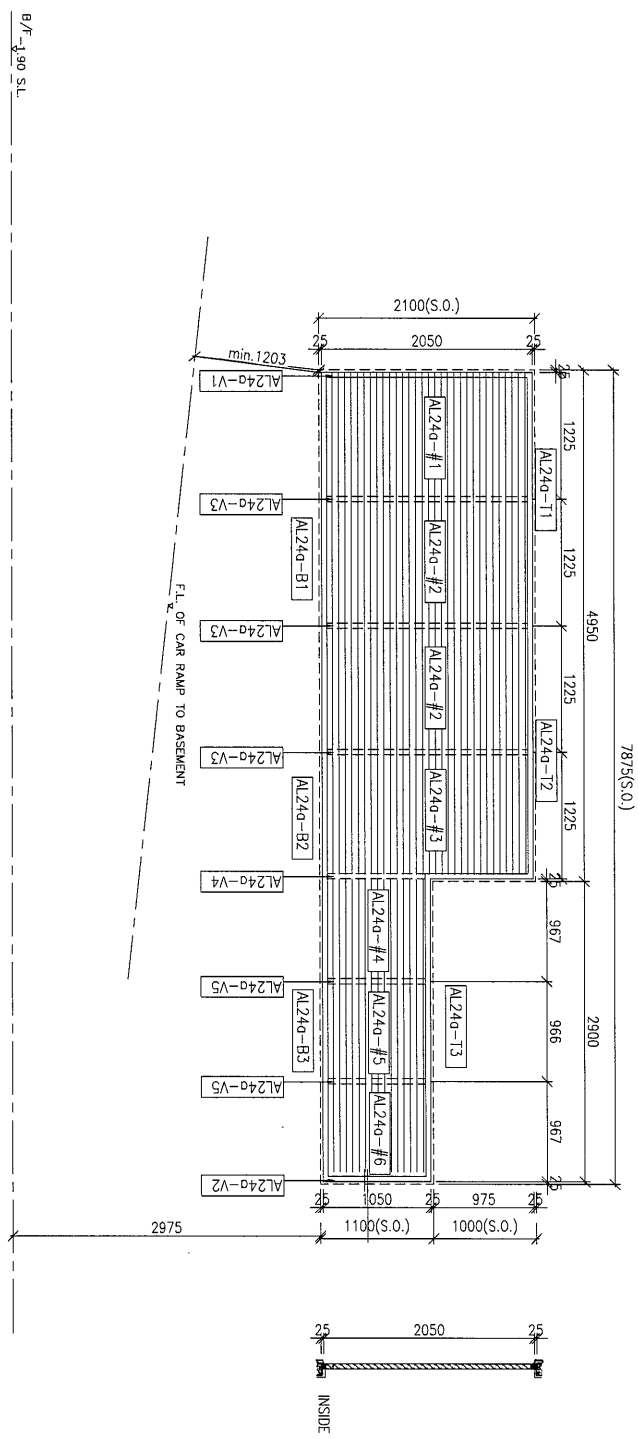 7875(S.O.)
4950
2900
25
1225
1225
1225
1225
25
967
966
967
25
AL24a-T1
AL24a-T2
AL24a-T3
2100(S.O.)
25
2050
25
AL24a-#1
AL24a-#2
AL24a-#2
AL24a-#3
AL24a-#4
AL24a-#5
AL24a-#6
25
975
25
1050
25
1000(S.O.)
1100(S.O.)
2975
AL24a-B1
AL24a-B2
AL24a-B3
min.1203
AL24a-V1
AL24a-V3
AL24a-V3
AL24a-V3
AL24a-V4
AL24a-V5
AL24a-V5
AL24a-V2
F.L. OF CAR RAMP TO BASEMENT
B/F -1.90 S.L.
25
2050
25
INSIDE